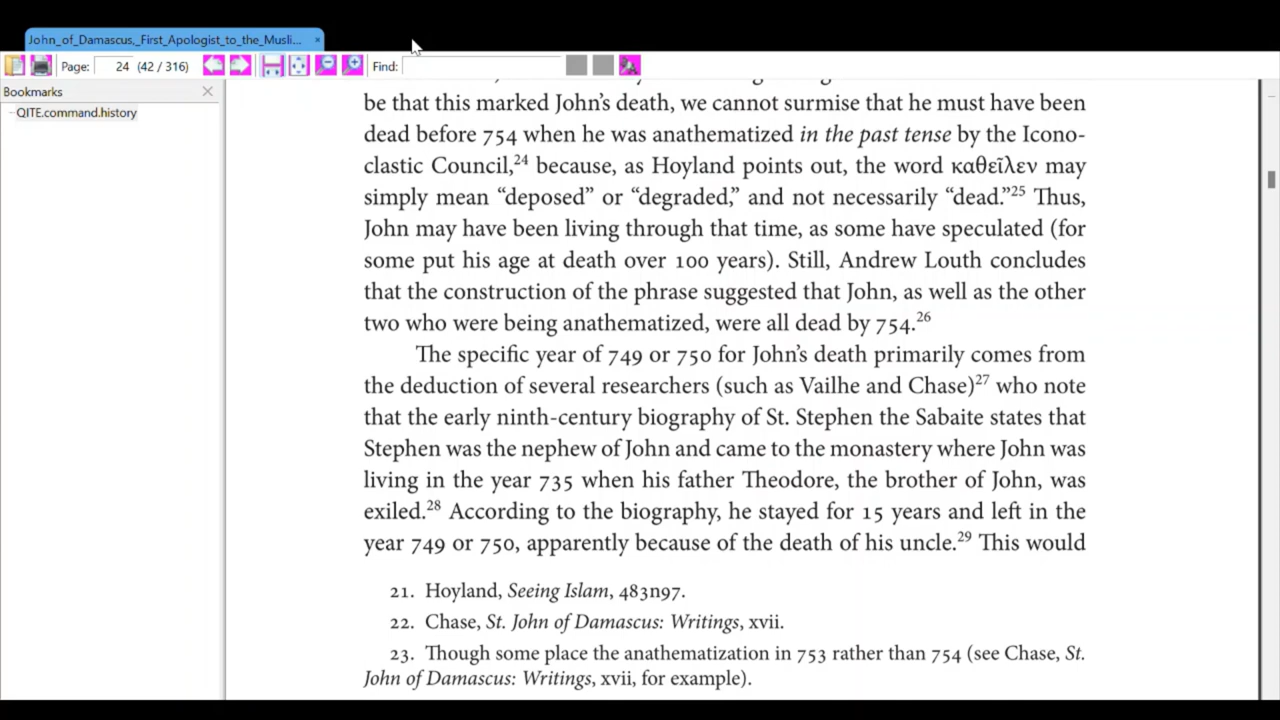 John_of_Damascus,_First_Apologist_to_the_Musli...
Page: 24 (42 / 316) Find:
Bookmarks
QITE.command.history
be that this marked John’s death, we cannot surmise that he must have been
dead before 754 when he was anathematized in the past tense by the Icono-
clastic Council,24 because, as Hoyland points out, the word καθεῖλεν may
simply mean “deposed” or “degraded,” and not necessarily “dead.”25 Thus,
John may have been living through that time, as some have speculated (for
some put his age at death over 100 years). Still, Andrew Louth concludes
that the construction of the phrase suggested that John, as well as the other
two who were being anathematized, were all dead by 754.26
The specific year of 749 or 750 for John’s death primarily comes from
the deduction of several researchers (such as Vailhe and Chase)27 who note
that the early ninth-century biography of St. Stephen the Sabaite states that
Stephen was the nephew of John and came to the monastery where John was
living in the year 735 when his father Theodore, the brother of John, was
exiled.28 According to the biography, he stayed for 15 years and left in the
year 749 or 750, apparently because of the death of his uncle.29 This would
21. Hoyland, Seeing Islam, 483n97.
22. Chase, St. John of Damascus: Writings, xvii.
23. Though some place the anathematization in 753 rather than 754 (see Chase, St.
John of Damascus: Writings, xvii, for example).